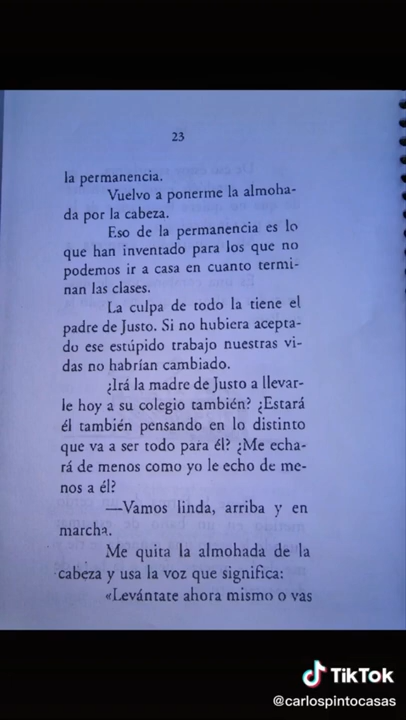 23
la permanencia.
Vuelvo a ponerme la almoha-
da por la cabeza.
Eso de la permanencia es lo
que han inventado para los que no
podemos ir a casa en cuanto termi-
nan las clases.
La culpa de todo la tiene el
padre de Justo. Si no hubiera acepta-
do ese estúpido trabajo nuestras vi-
das no habrían cambiado.
¿Irá la madre de Justo a llevar-
le hoy a su colegio también? ¿Estará
él también pensando en lo distinto
que va a ser todo para él? ¿Me echa-
rá de menos como yo le echo de me-
nos a él?
—Vamos linda, arriba y en
marcha.
Me quita la almohada de la
cabeza y usa la voz que significa:
«Levántate ahora mismo o vas
TikTok
@carlospintocasas